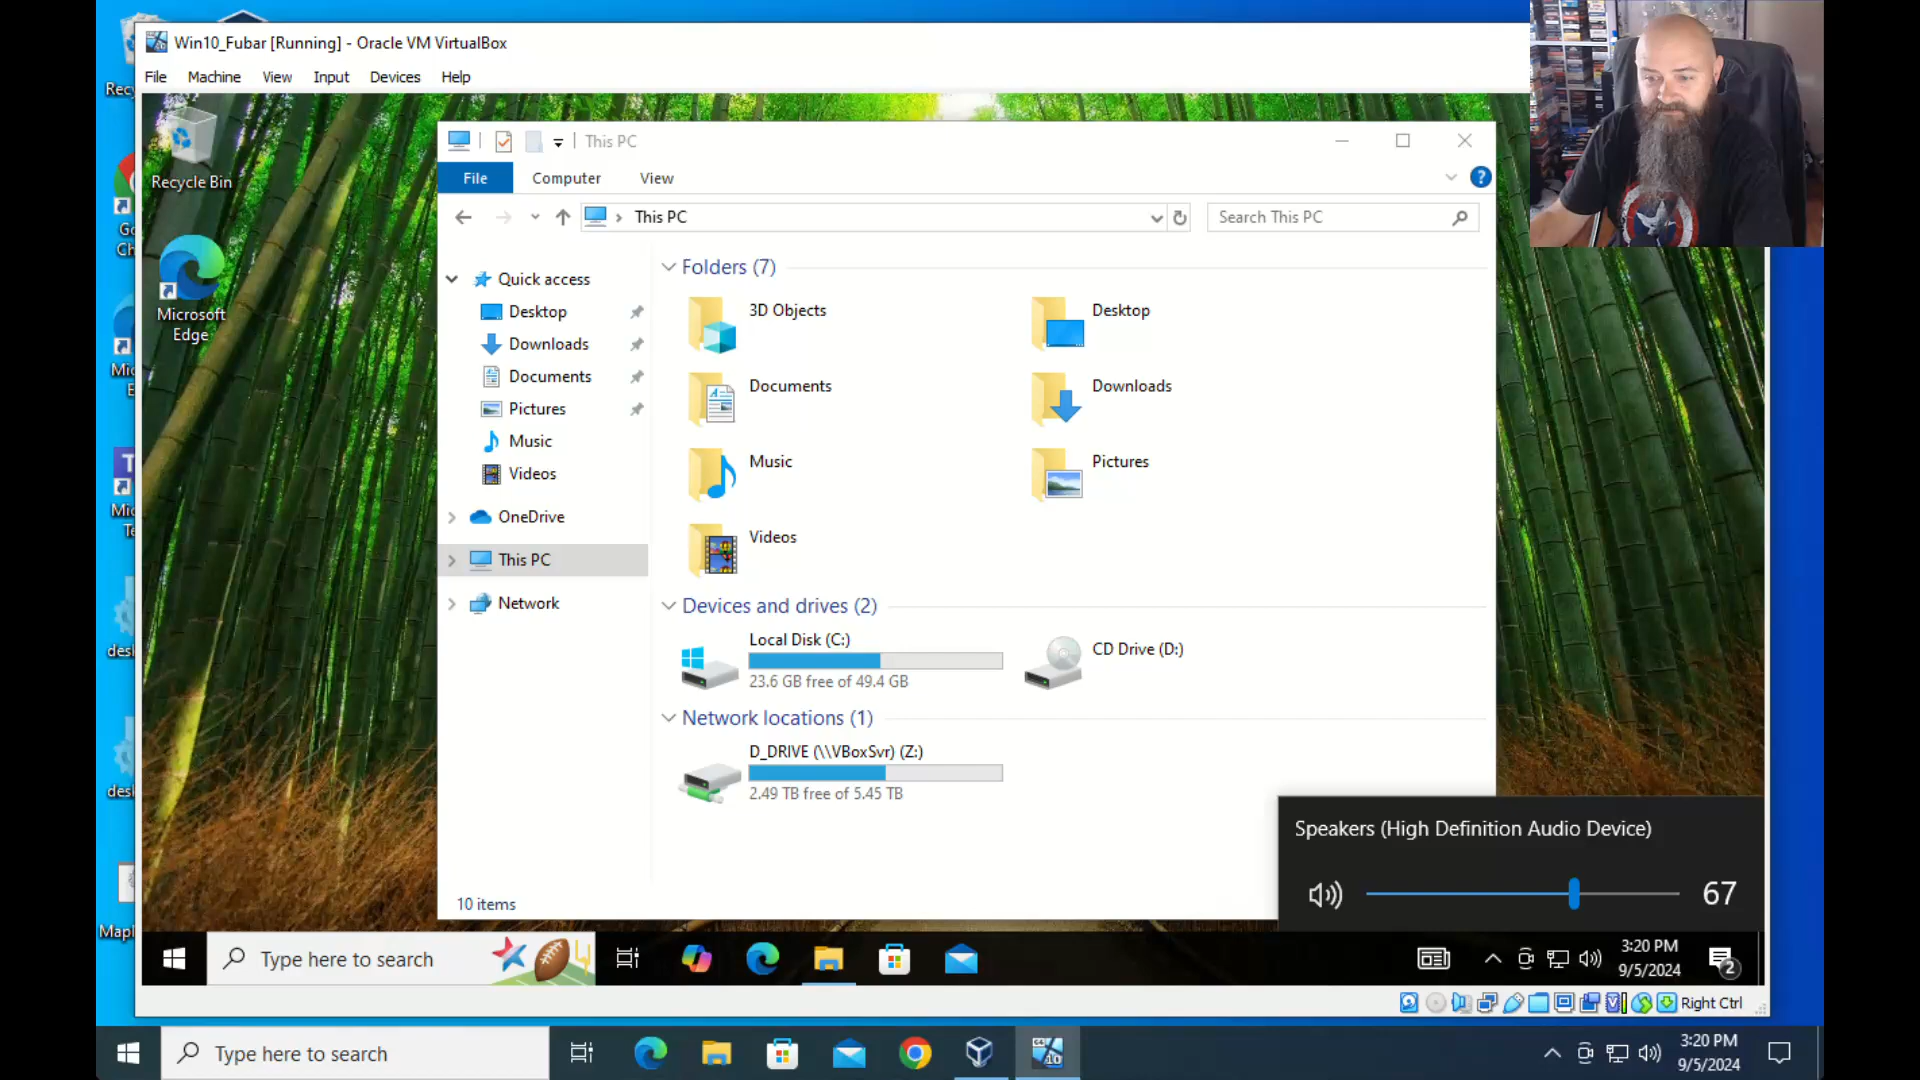 Win10_Fubar [Running] - Oracle VM VirtualBox
File Machine View Input Devices Help
Recycle Bin
Microsoft
Edge
This PC
File Computer View
This PC
Search This PC
Quick access
Desktop
Downloads
Documents
Pictures
Music
Videos
OneDrive
This PC
Network
Folders (7)
3D Objects
Desktop
Documents
Downloads
Music
Pictures
Videos
Devices and drives (2)
Local Disk (C:)
23.6 GB free of 49.4 GB
CD Drive (D:)
Network locations (1)
D_DRIVE (\\VBoxSvr) (Z:)
2.49 TB free of 5.45 TB
10 items
Speakers (High Definition Audio Device)
67
Type here to search
3:20 PM
9/5/2024
2
Right Ctrl
Type here to search
3:20 PM
9/5/2024